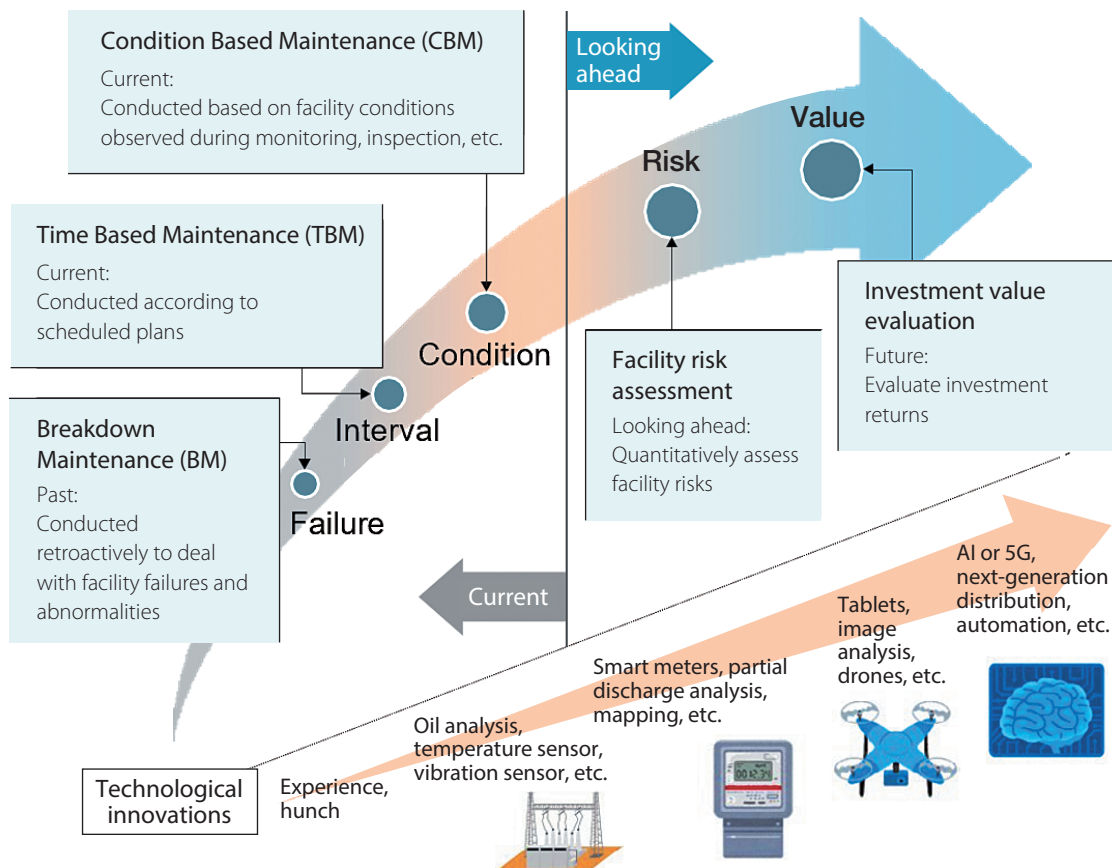 Condition Based Maintenance (CBM)
Current:
Conducted based on facility conditions
observed during monitoring, inspection, etc.
Looking
ahead
Value
Risk
Time Based Maintenance (TBM)
Current:
Conducted according to
scheduled plans
Condition
Interval
Breakdown
Maintenance (BM)
Past:
Conducted
retroactively to deal
with facility failures and
abnormalities
Failure
Facility risk
assessment
Looking ahead:
Quantitatively assess
facility risks
Investment value
evaluation
Future:
Evaluate investment
returns
Current
Technological
innovations
Experience,
hunch
Oil analysis,
temperature sensor,
vibration sensor, etc.
Smart meters, partial
discharge analysis,
mapping, etc.
Tablets,
image
analysis,
drones, etc.
AI or 5G,
next-generation
distribution,
automation, etc.